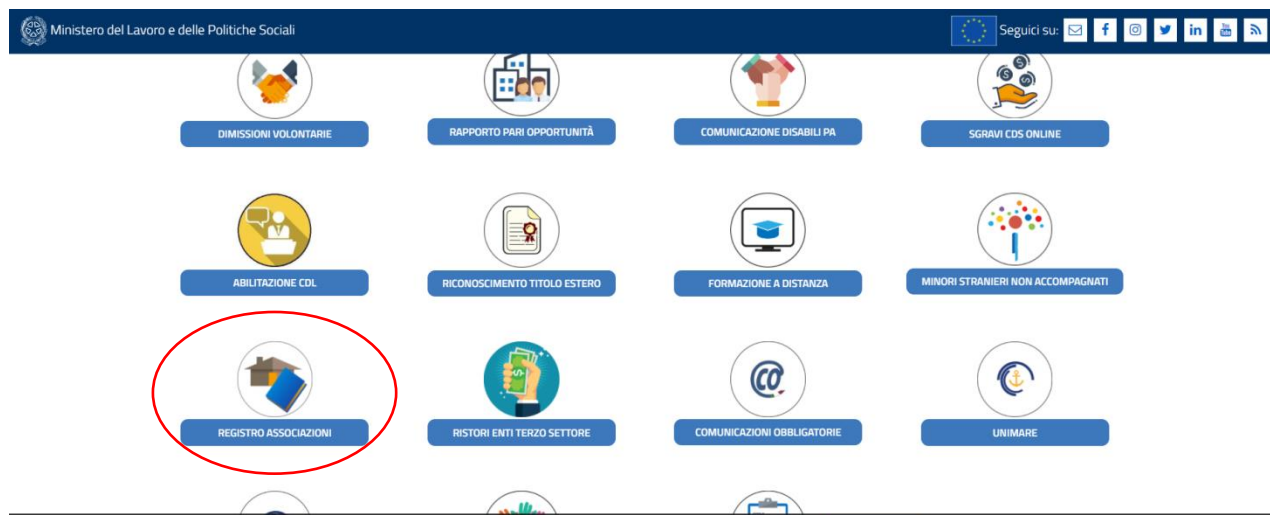 Ministero del Lavoro e delle Politiche Sociali
Seguici su:
DIMISSIONI VOLONTARIE
RAPPORTO PARI OPPORTUNITÀ
COMUNICAZIONE DISABILI PA
SGRAVI CDS ONLINE
ABILITAZIONE CDL
RICONOSCIMENTO TITOLO ESTERO
FORMAZIONE A DISTANZA
MINORI STRANIERI NON ACCOMPAGNATI
CO
REGISTRO ASSOCIAZIONI
RISTORI ENTI TERZO SETTORE
COMUNICAZIONI OBBLIGATORIE
UNIMARE